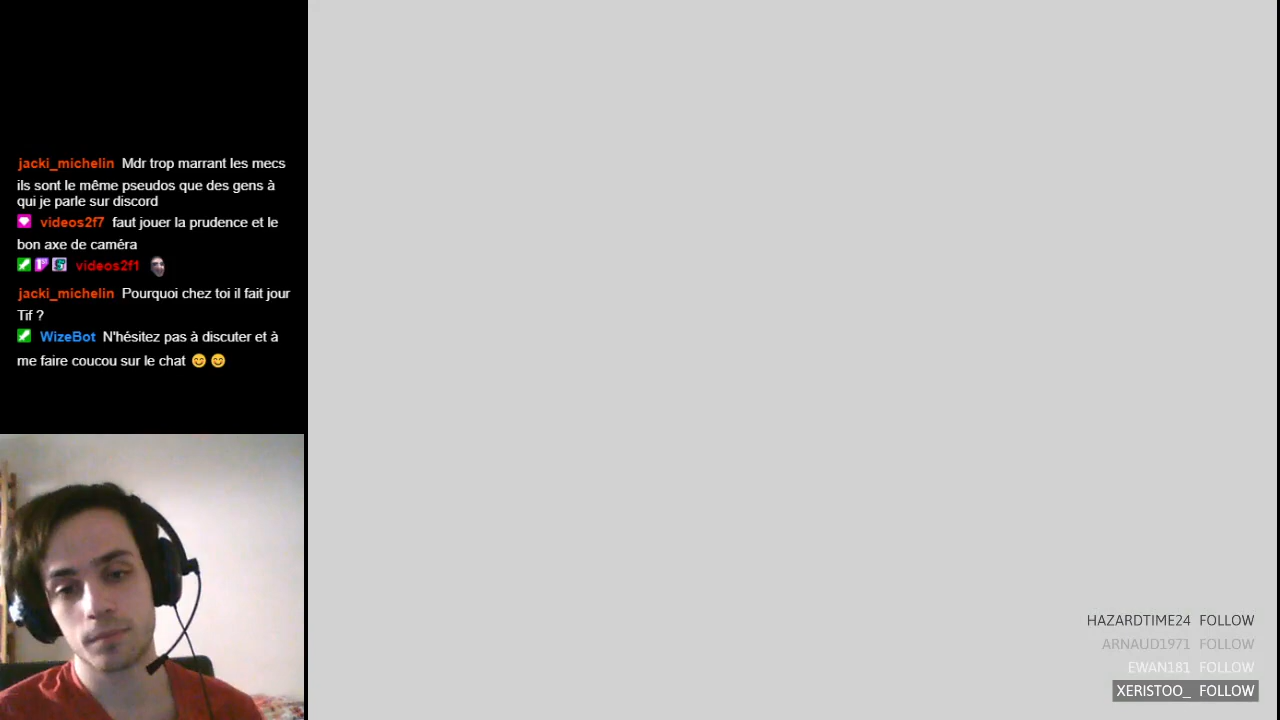 jacki_michelin Mdr trop marrant les mecs
ils sont le même pseudos que des gens à
qui je parle sur discord
videos2f7 faut jouer la prudence et le
bon axe de caméra
videos2f1
jacki_michelin Pourquoi chez toi il fait jour
Tif ?
WizeBot N'hésitez pas à discuter et à
me faire coucou sur le chat 😊 😊
HAZARDTIME24 FOLLOW
ARNAUD1971 FOLLOW
EWAN181 FOLLOW
XERISTOO_ FOLLOW